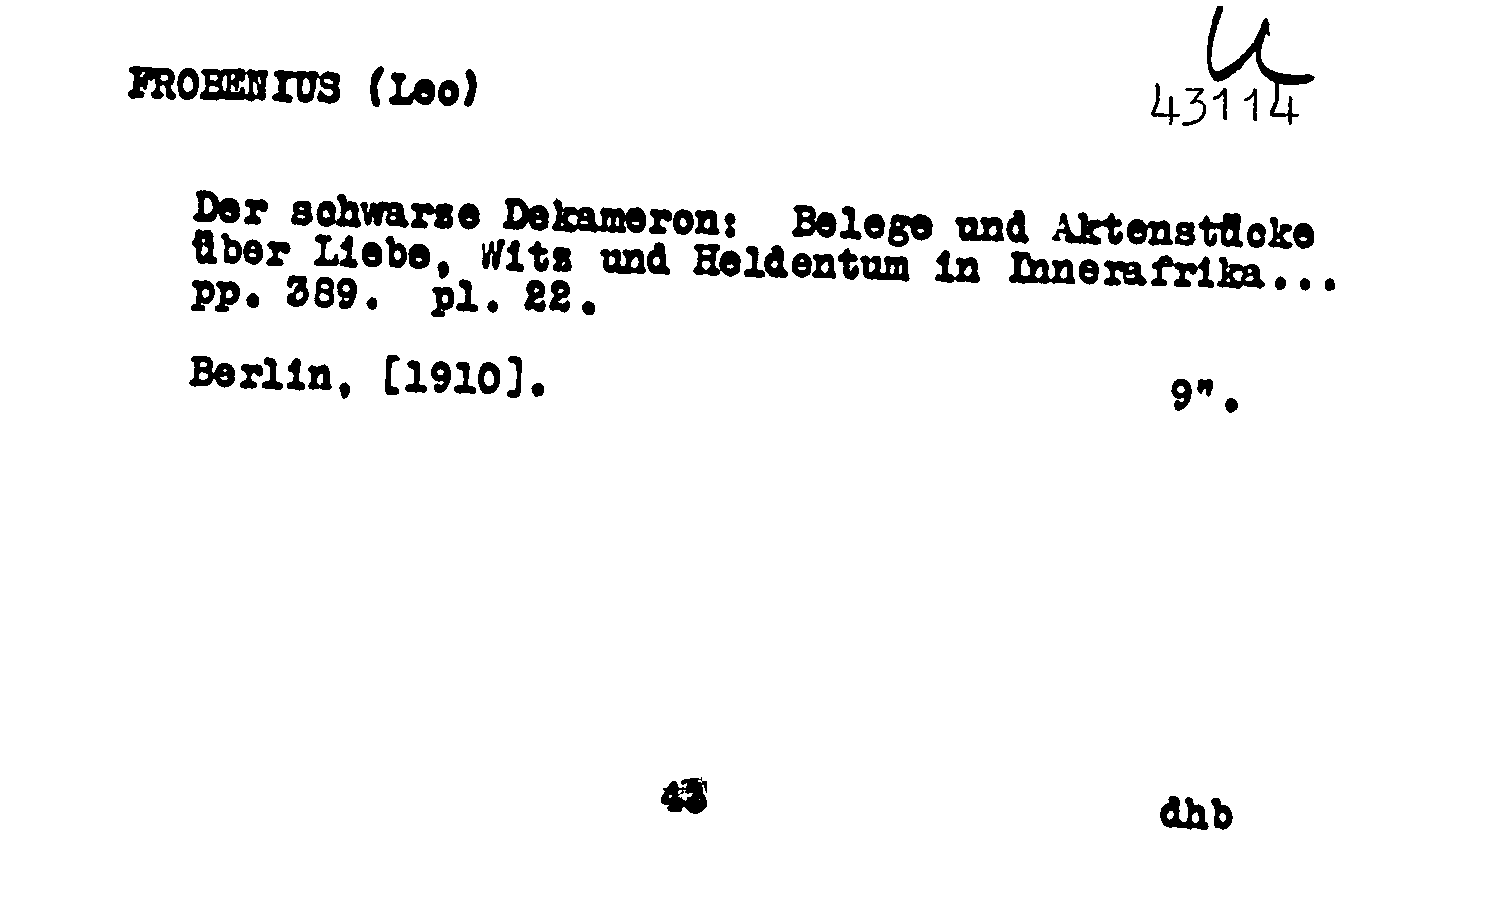 U
43114
FROBENIUS (Leo)
Der schwarze Dekameron: Belege und Aktenstücke
über Liebe, Witz und Heldentum in Innerafrika...
pp. 389. pl. 22.
Berlin, [1910].
9".
dhb